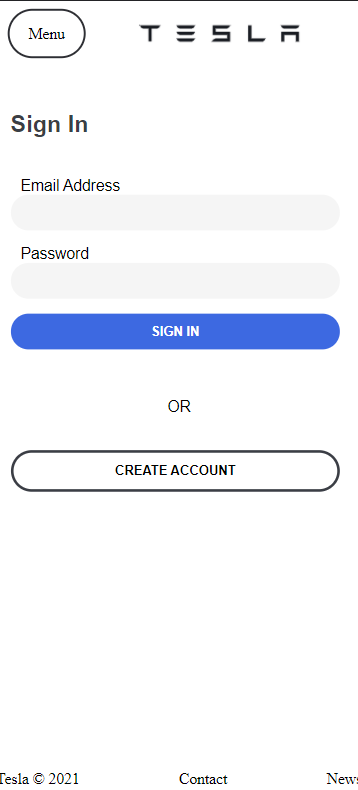 Menu TESLA
Sign In
Email Address
Password
SIGN IN
OR
CREATE ACCOUNT
Tesla © 2021 Contact News